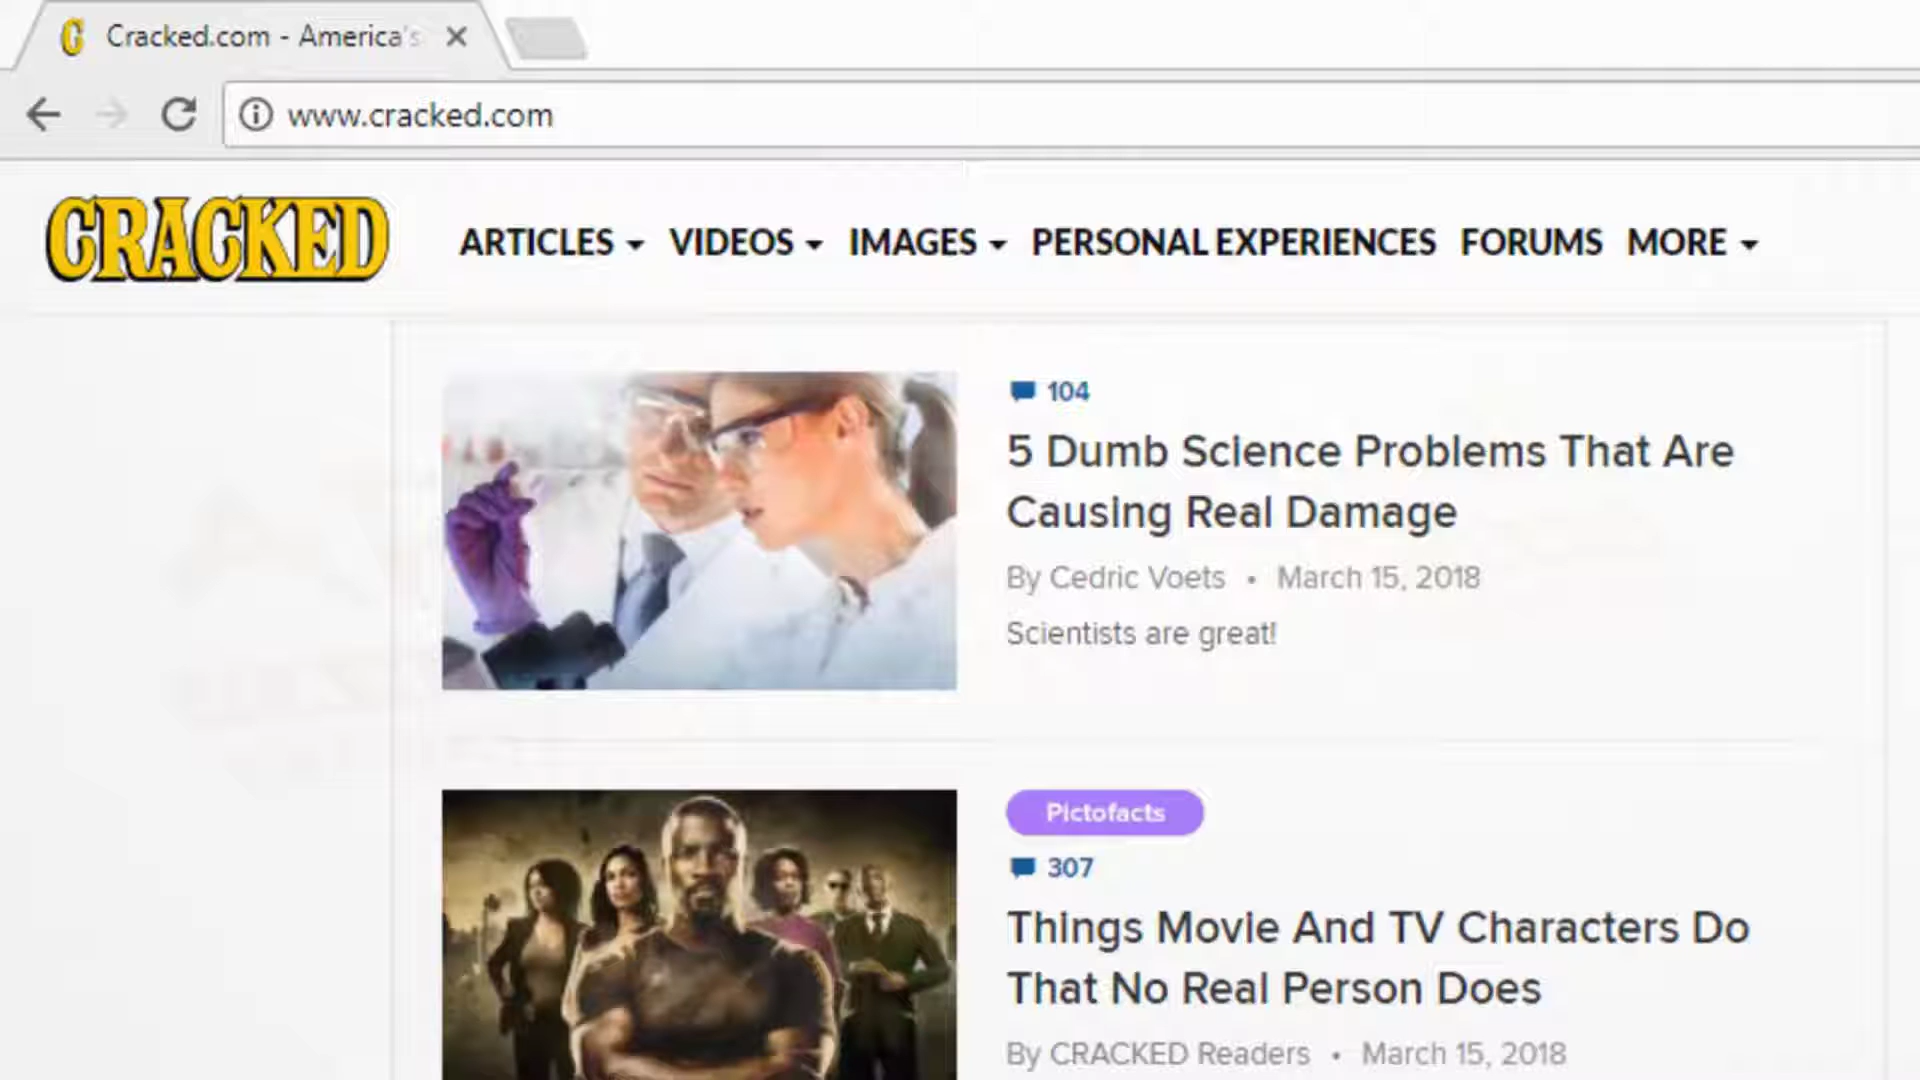 Cracked.com - America's
www.cracked.com
CRACKED
ARTICLES VIDEOS IMAGES PERSONAL EXPERIENCES FORUMS MORE
104
5 Dumb Science Problems That Are
Causing Real Damage
By Cedric Voets • March 15, 2018
Scientists are great!
Pictofacts
307
Things Movie And TV Characters Do
That No Real Person Does
By CRACKED Readers • March 15, 2018